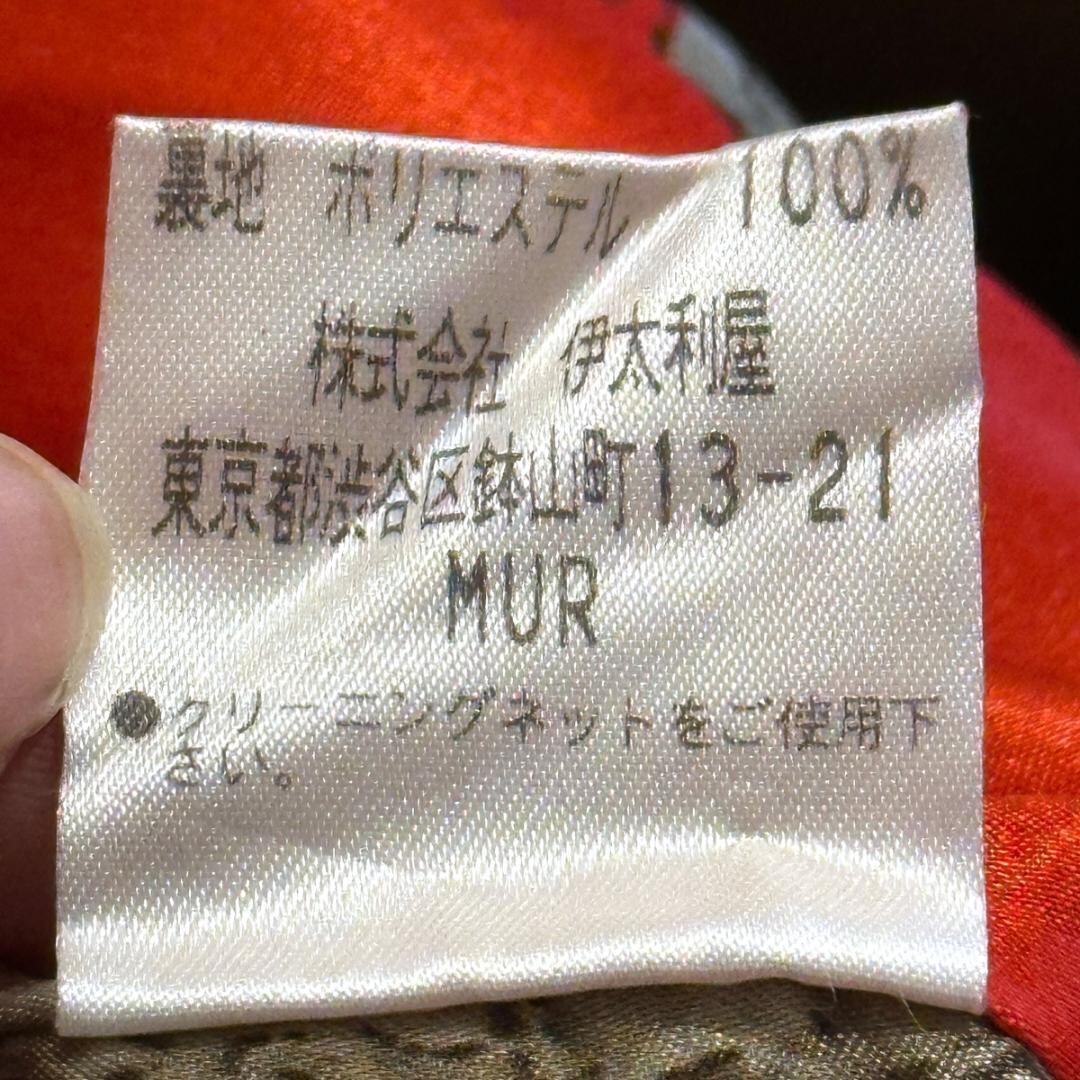 裏地 ポリエステル 100%
株式会社 伊太利屋
東京都渋谷区鉢山町13-21
MUR
●クリーニングネットをご使用下
さい。